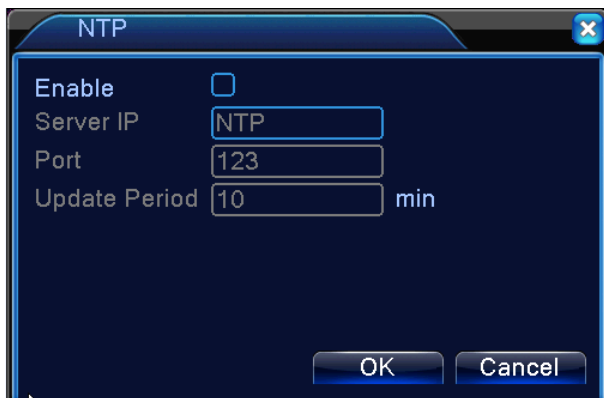 NTP
Enable
Server IP NTP
Port 123
Update Period 10 min
OK Cancel